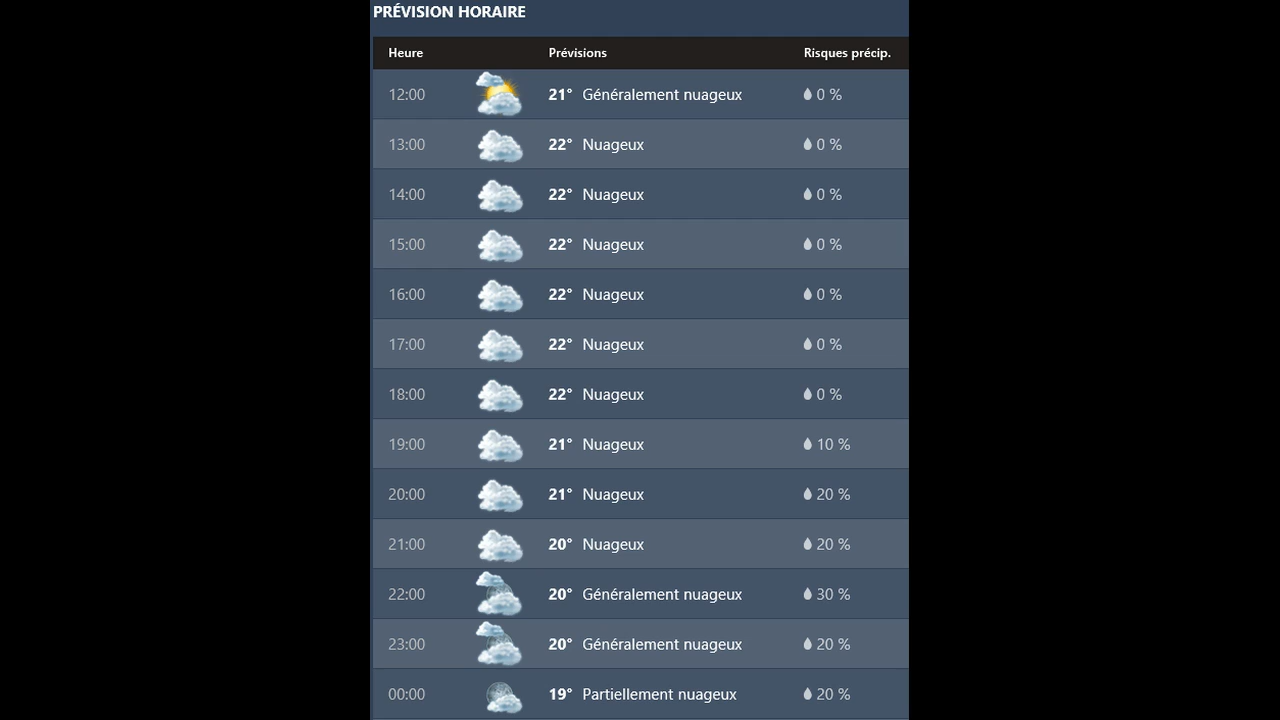 PRÉVISION HORAIRE
Heure Prévisions Risques précip.
12:00 21° Généralement nuageux 0 %
13:00 22° Nuageux 0 %
14:00 22° Nuageux 0 %
15:00 22° Nuageux 0 %
16:00 22° Nuageux 0 %
17:00 22° Nuageux 0 %
18:00 22° Nuageux 0 %
19:00 21° Nuageux 10 %
20:00 21° Nuageux 20 %
21:00 20° Nuageux 20 %
22:00 20° Généralement nuageux 30 %
23:00 20° Généralement nuageux 20 %
00:00 19° Partiellement nuageux 20 %